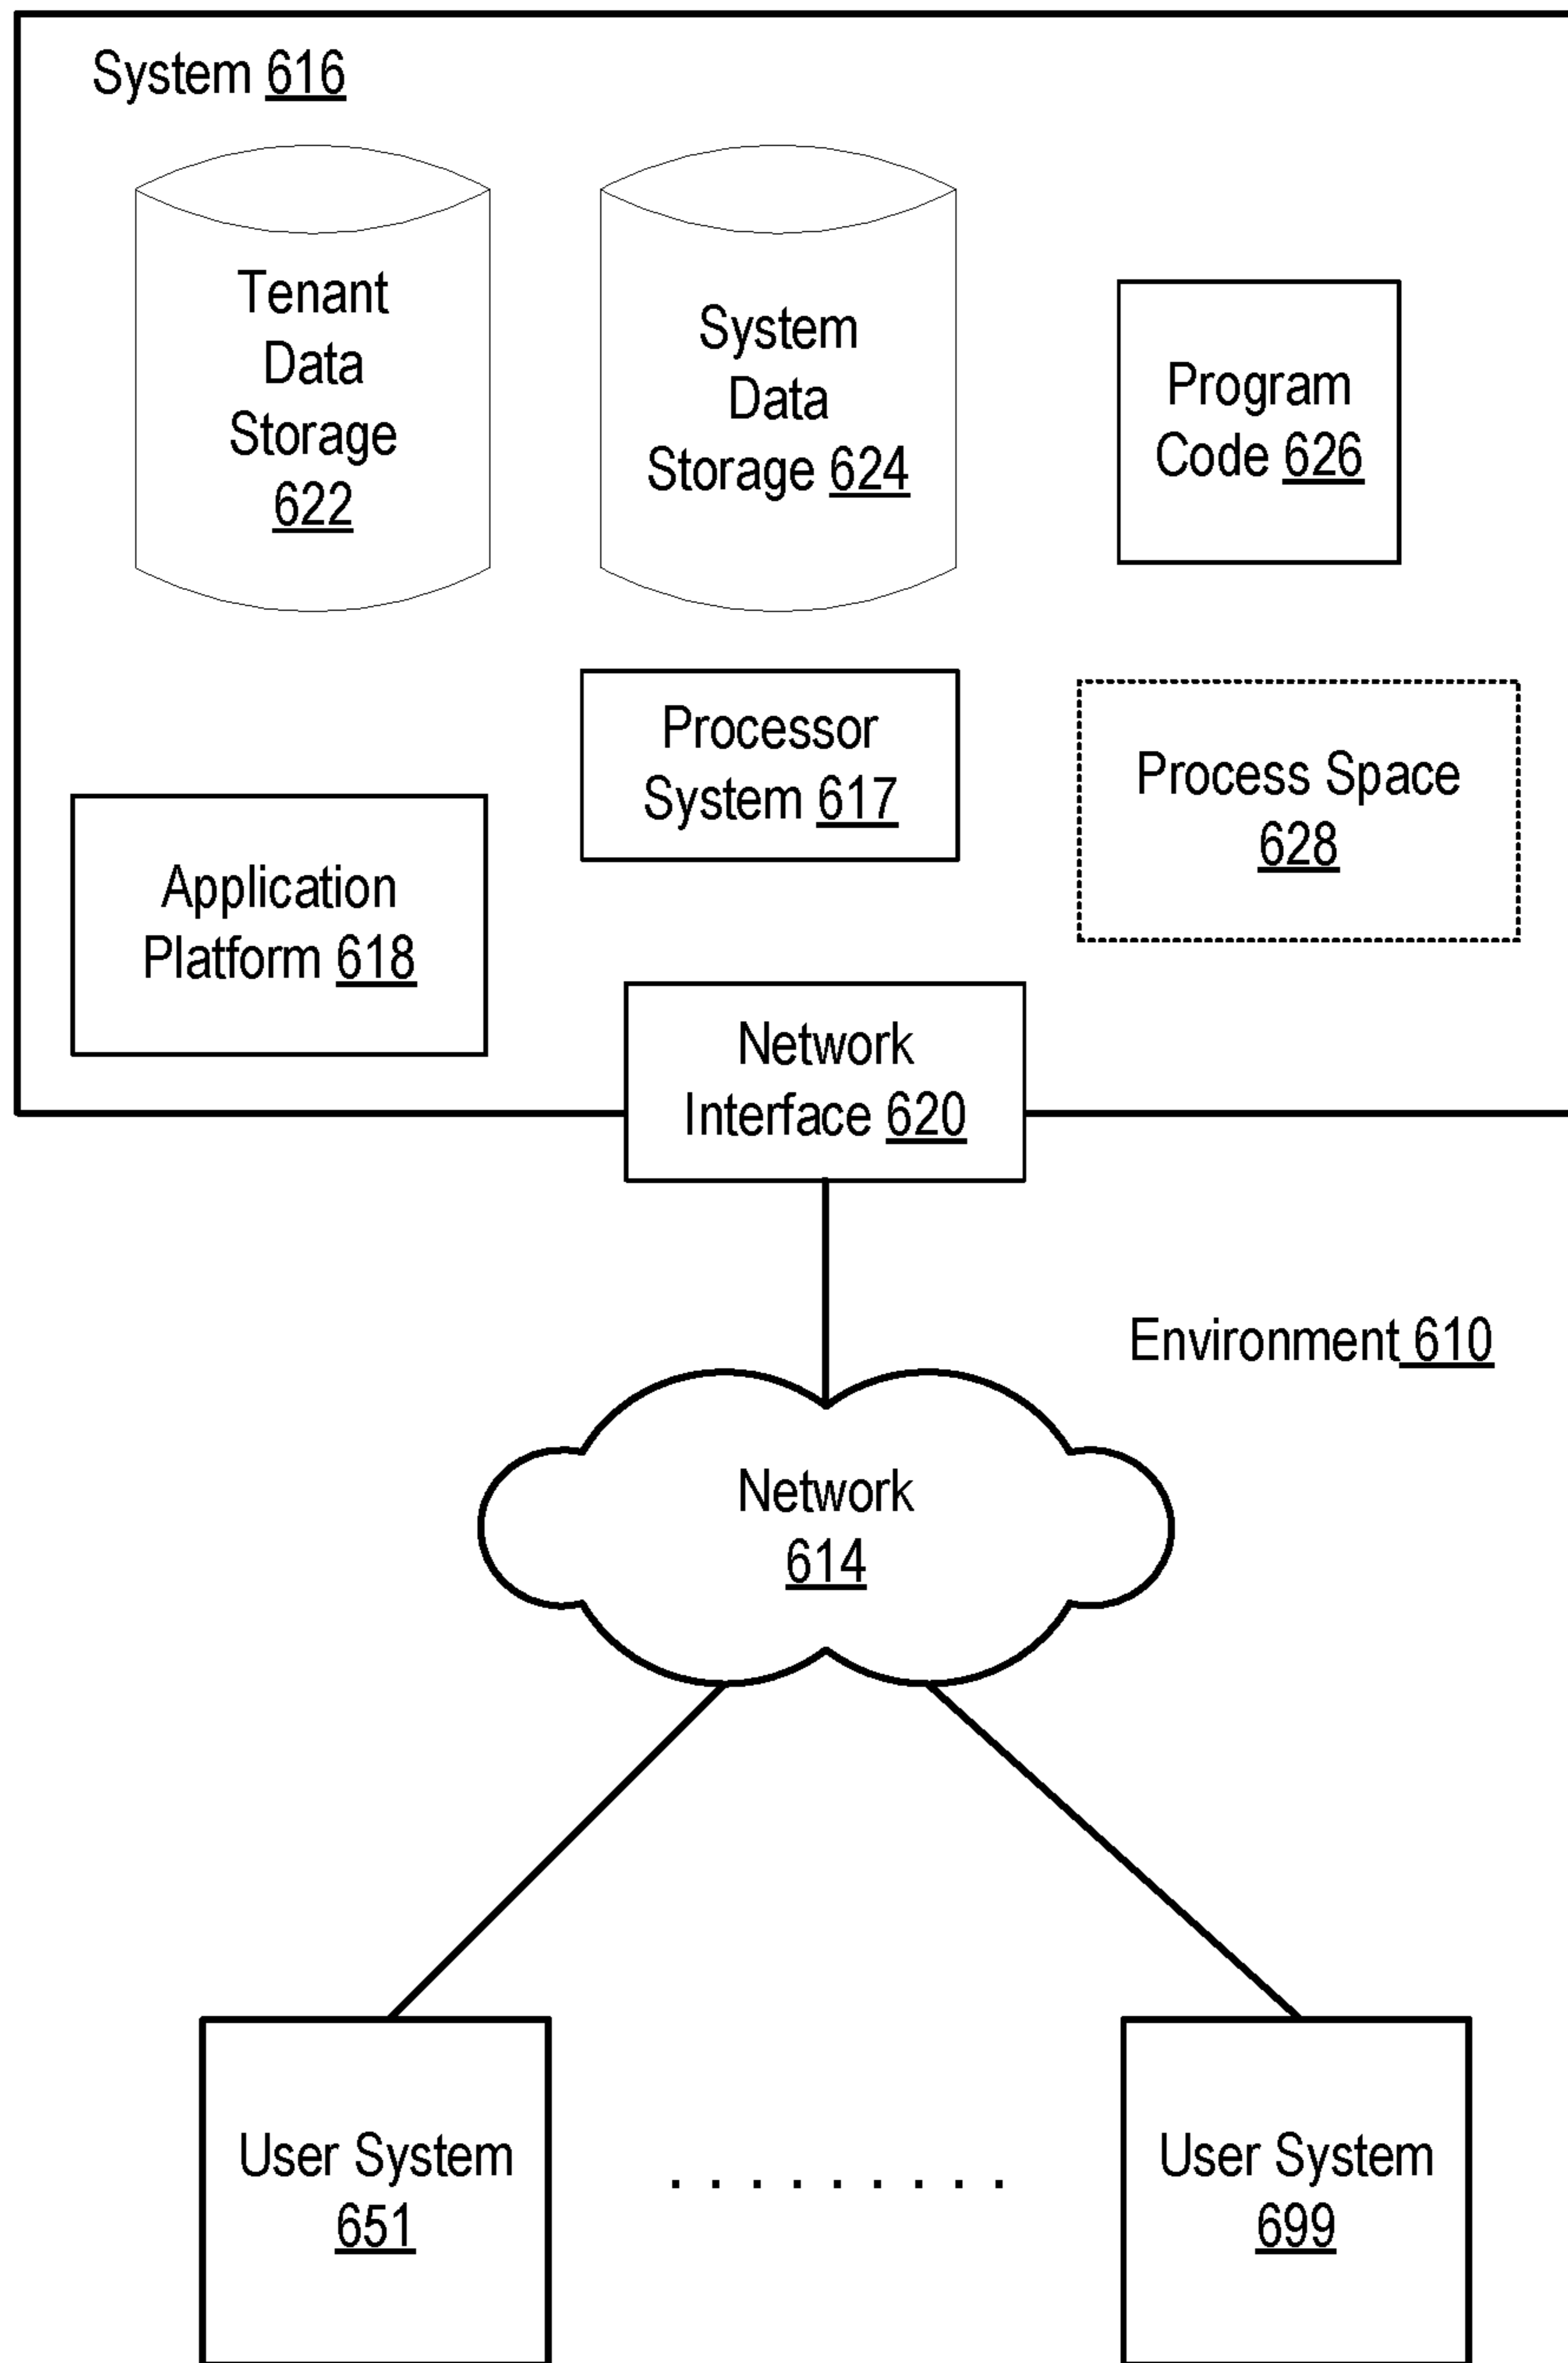 System 616
Tenant
Data
Storage
622
System
Data
Storage 624
Program
Code 626
Processor
System 617
Process Space
628
Application
Platform 618
Network
Interface 620
Environment 610
Network
614
User System
651
. . . . . . . . .
User System
699